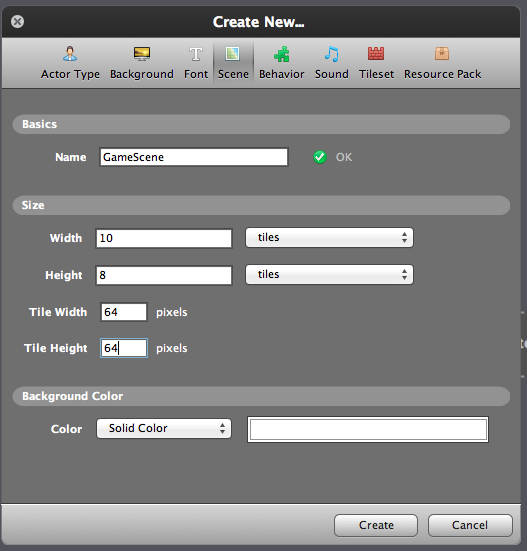 Create New...
Actor Type Background Font Scene Behavior Sound Tileset Resource Pack
Basics
Name GameScene OK
Size
Width 10 tiles
Height 8 tiles
Tile Width 64 pixels
Tile Height 64 pixels
Background Color
Color Solid Color
Create Cancel